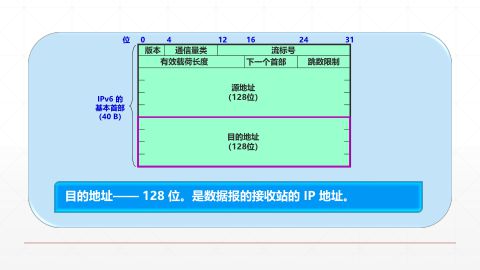 位 0 4 12 16 24 31
版本 通信量类 流标号
有效载荷长度 下一个首部 跳数限制
IPv6 的
基本首部
(40 B)
源地址
(128位)
目的地址
(128位)
目的地址—— 128 位。是数据报的接收站的 IP 地址。